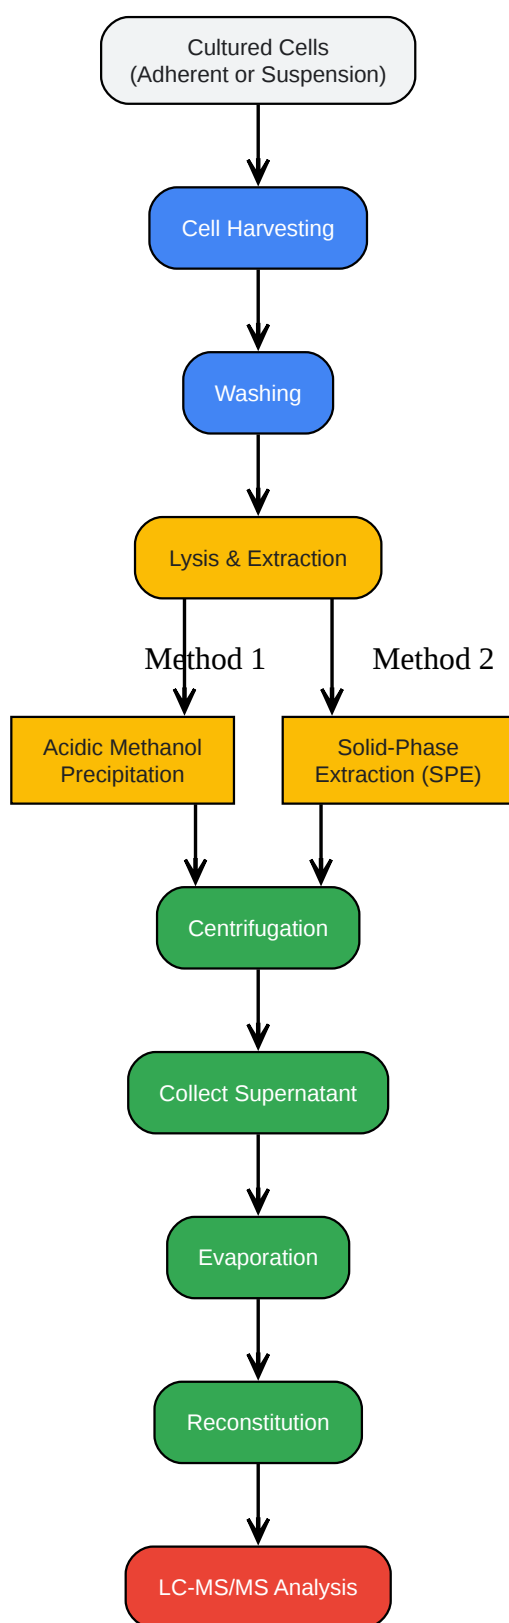 Cultured Cells
(Adherent or Suspension)
Cell Harvesting
Washing
Lysis & Extraction
Method 1
Method 2
Acidic Methanol
Precipitation
Solid-Phase
Extraction (SPE)
Centrifugation
Collect Supernatant
Evaporation
Reconstitution
LC-MS/MS Analysis